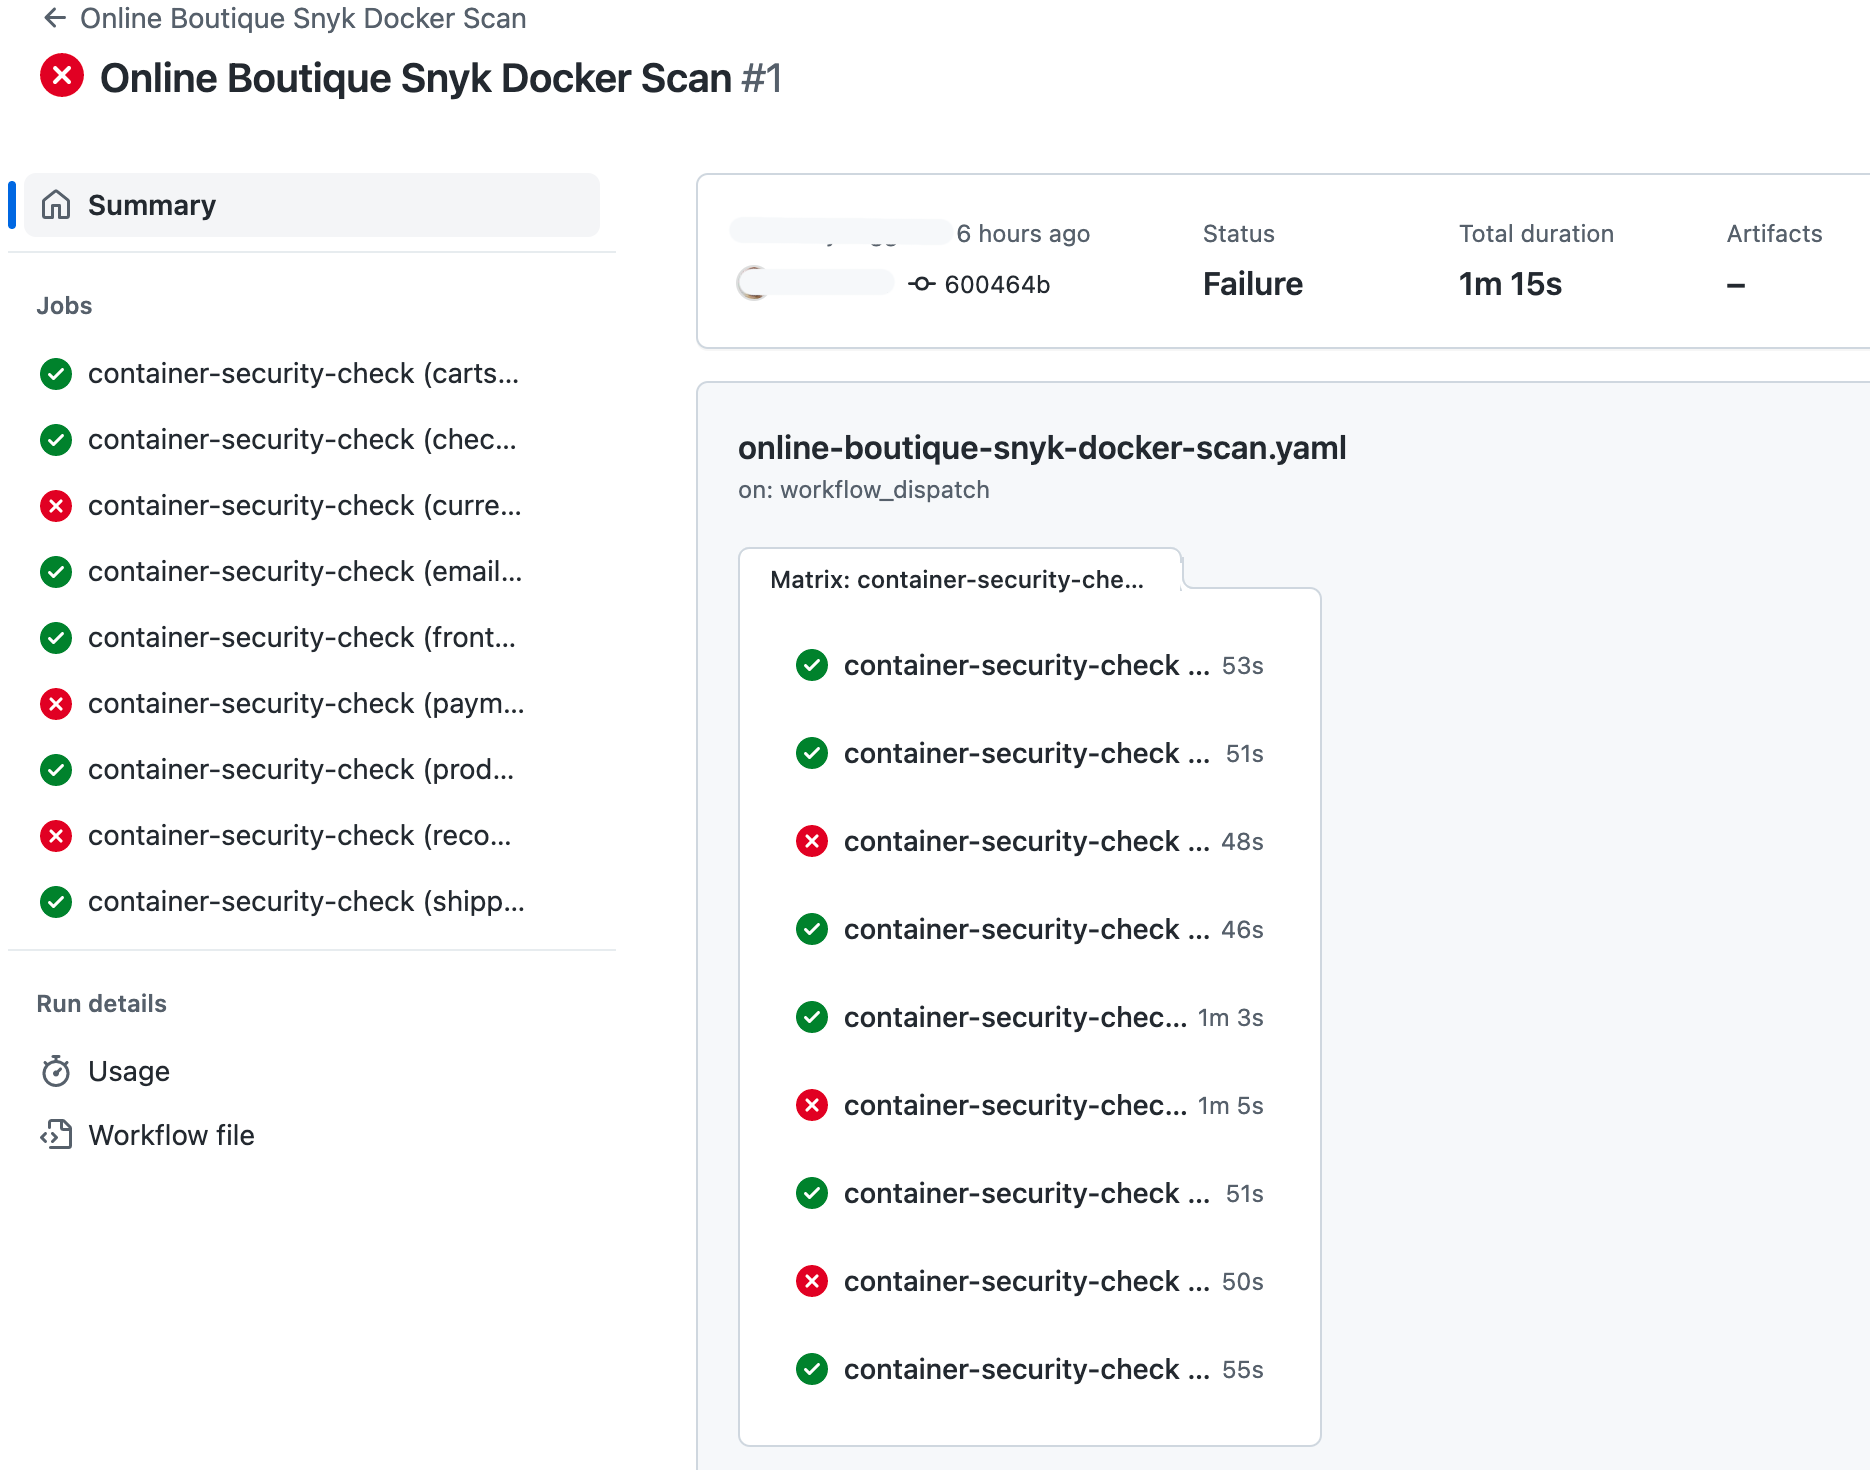 Online Boutique Snyk Docker Scan
Online Boutique Snyk Docker Scan #1
Summary
Jobs
container-security-check (carts...
container-security-check (chec...
container-security-check (curre...
container-security-check (email...
container-security-check (front...
container-security-check (paym...
container-security-check (prod...
container-security-check (reco...
container-security-check (shipp...
Run details
Usage
Workflow file
6 hours ago
600464b
Status
Failure
Total duration
1m 15s
Artifacts
–
online-boutique-snyk-docker-scan.yaml
on: workflow_dispatch
Matrix: container-security-che...
container-security-check ... 53s
container-security-check ... 51s
container-security-check ... 48s
container-security-check ... 46s
container-security-chec... 1m 3s
container-security-chec... 1m 5s
container-security-check ... 51s
container-security-check ... 50s
container-security-check ... 55s